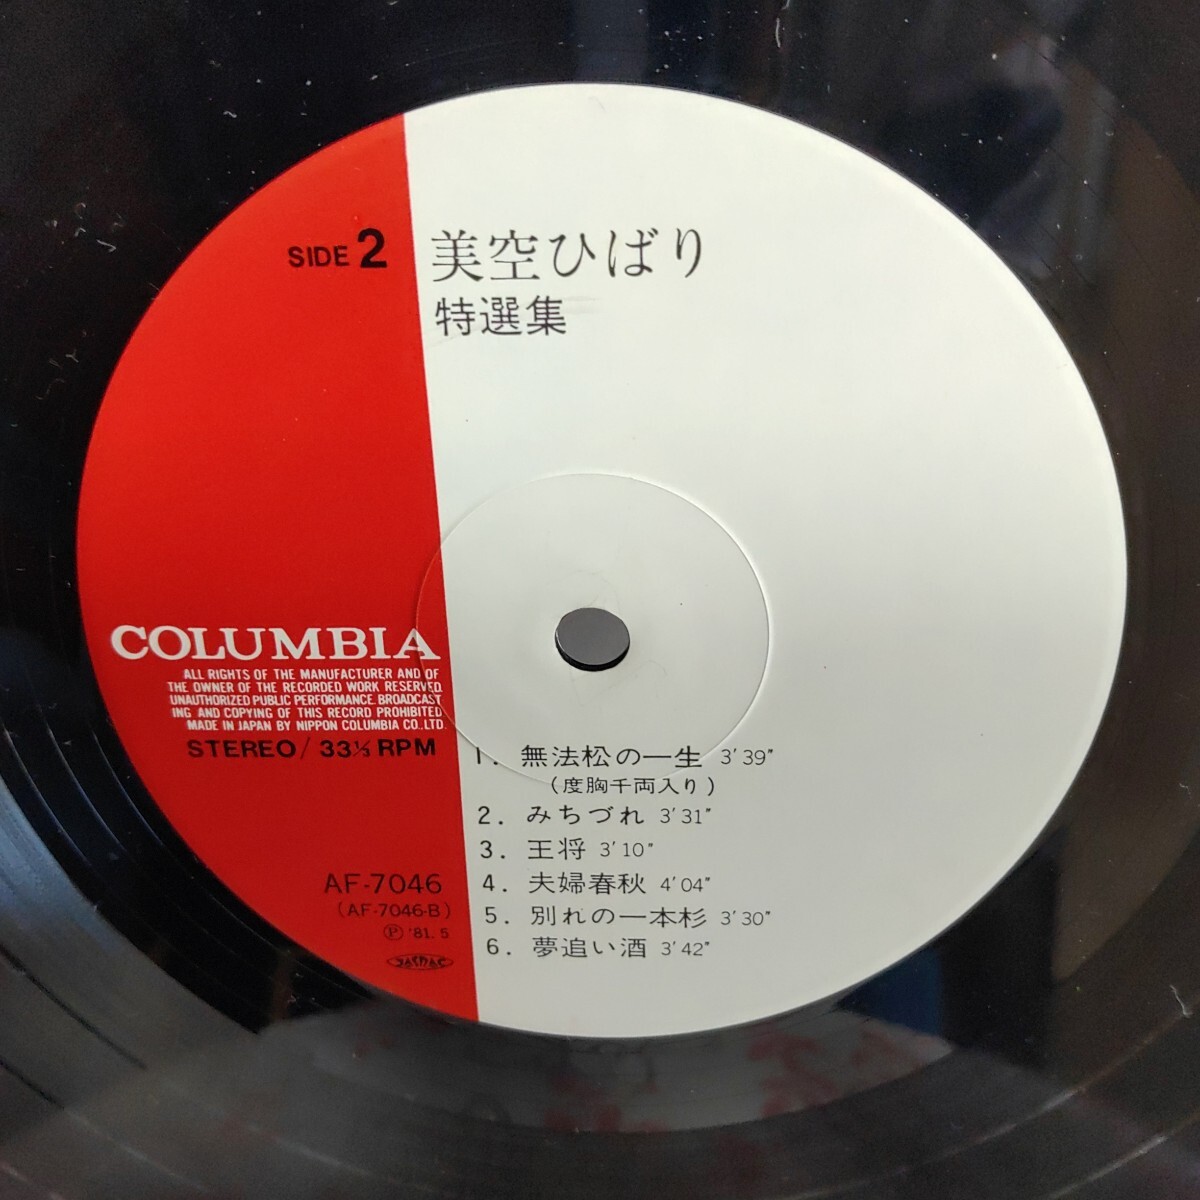 SIDE 2
美空ひばり
特選集
COLUMBIA
ALL RIGHTS OF THE MANUFACTURER AND OF
THE OWNER OF THE RECORDED WORK RESERVED.
UNAUTHORIZED PUBLIC PERFORMANCE. BROADCAST
ING AND COPYING OF THIS RECORD PROHIBITED
MADE IN JAPAN BY NIPPON COLUMBIA CO.,LTD.
STEREO/33⅓RPM
AF-7046
(AF-7046-B)
Ⓟ '81.5
JASRAC
1. 無法松の一生 3'39"
(度胸千両入り)
2. みちづれ 3'31"
3. 王将 3'10"
4. 夫婦春秋 4'04"
5. 別れの一本杉 3'30"
6. 夢追い酒 3'42"